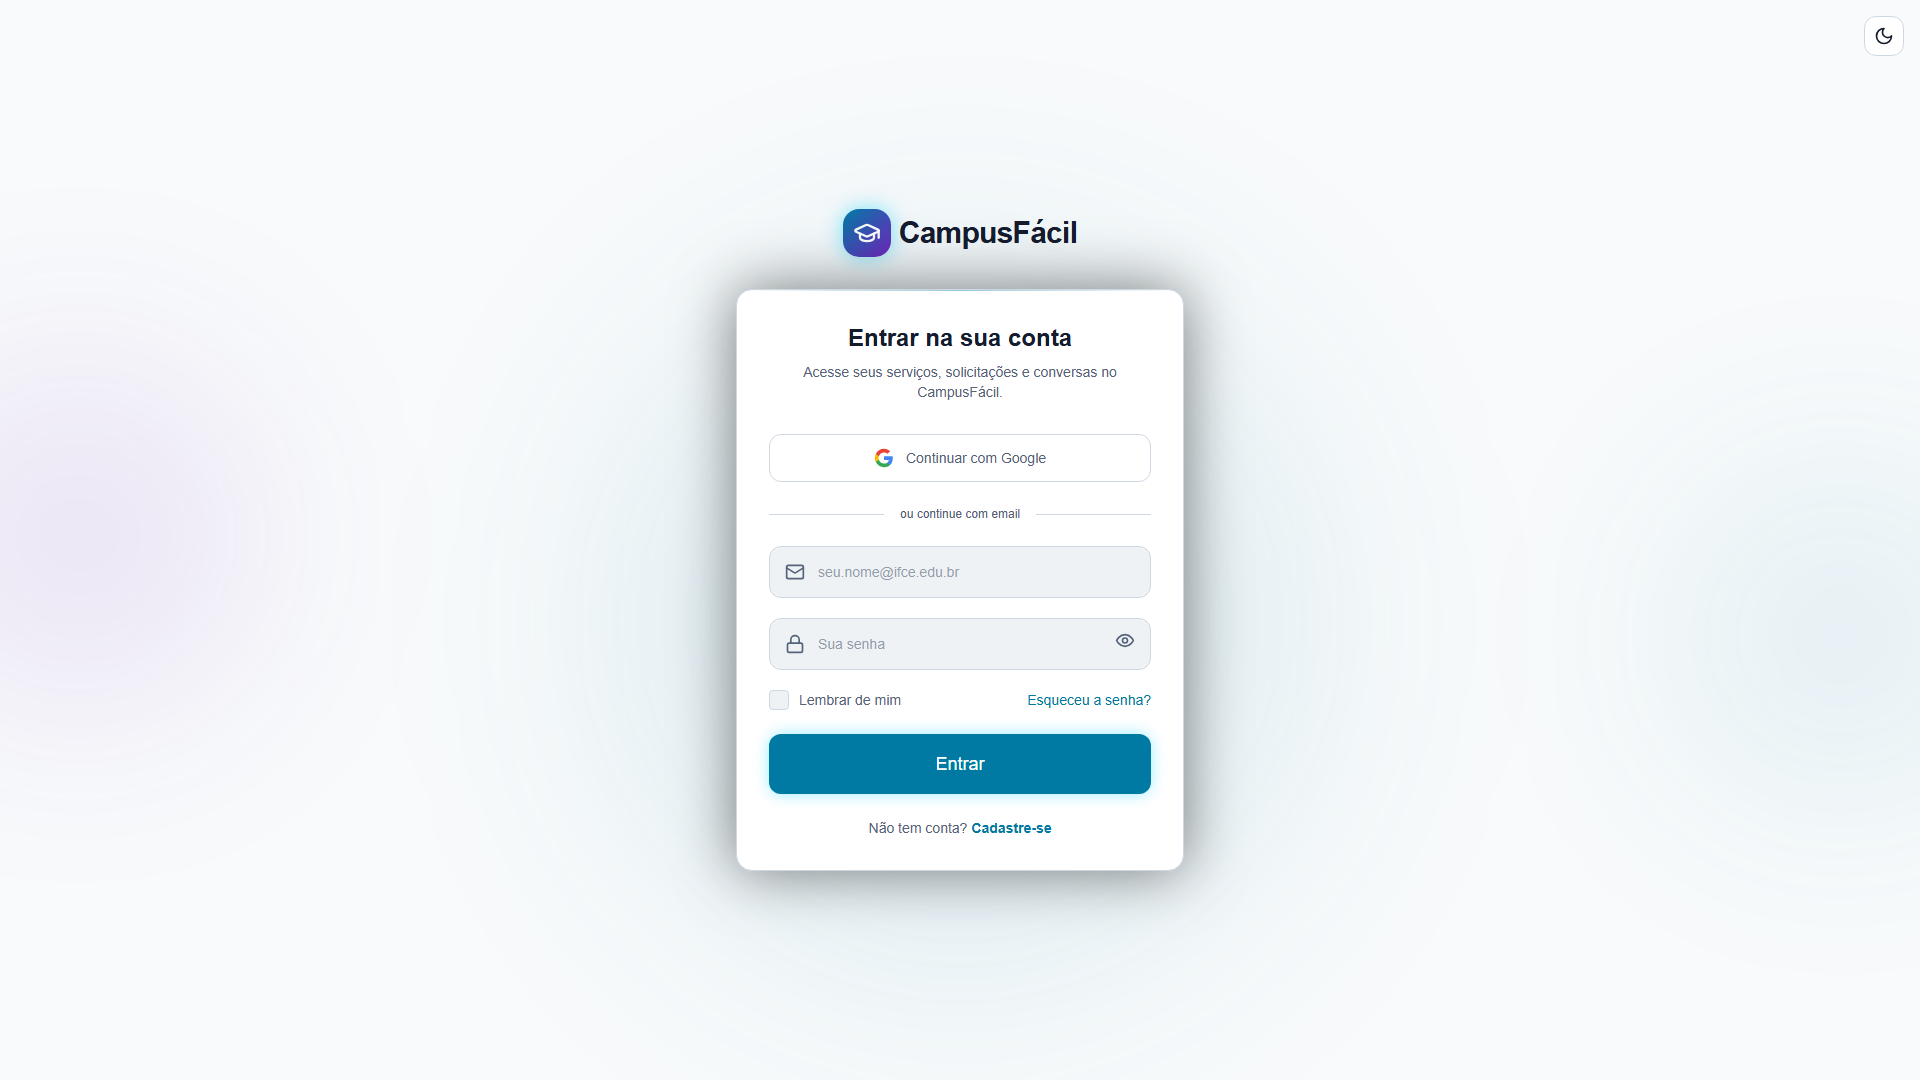 CampusFácil
Entrar na sua conta
Acesse seus serviços, solicitações e conversas no
CampusFácil.
Continuar com Google
ou continue com email
seu.nome@ifce.edu.br
Sua senha
Lembrar de mim
Esqueceu a senha?
Entrar
Não tem conta? Cadastre-se